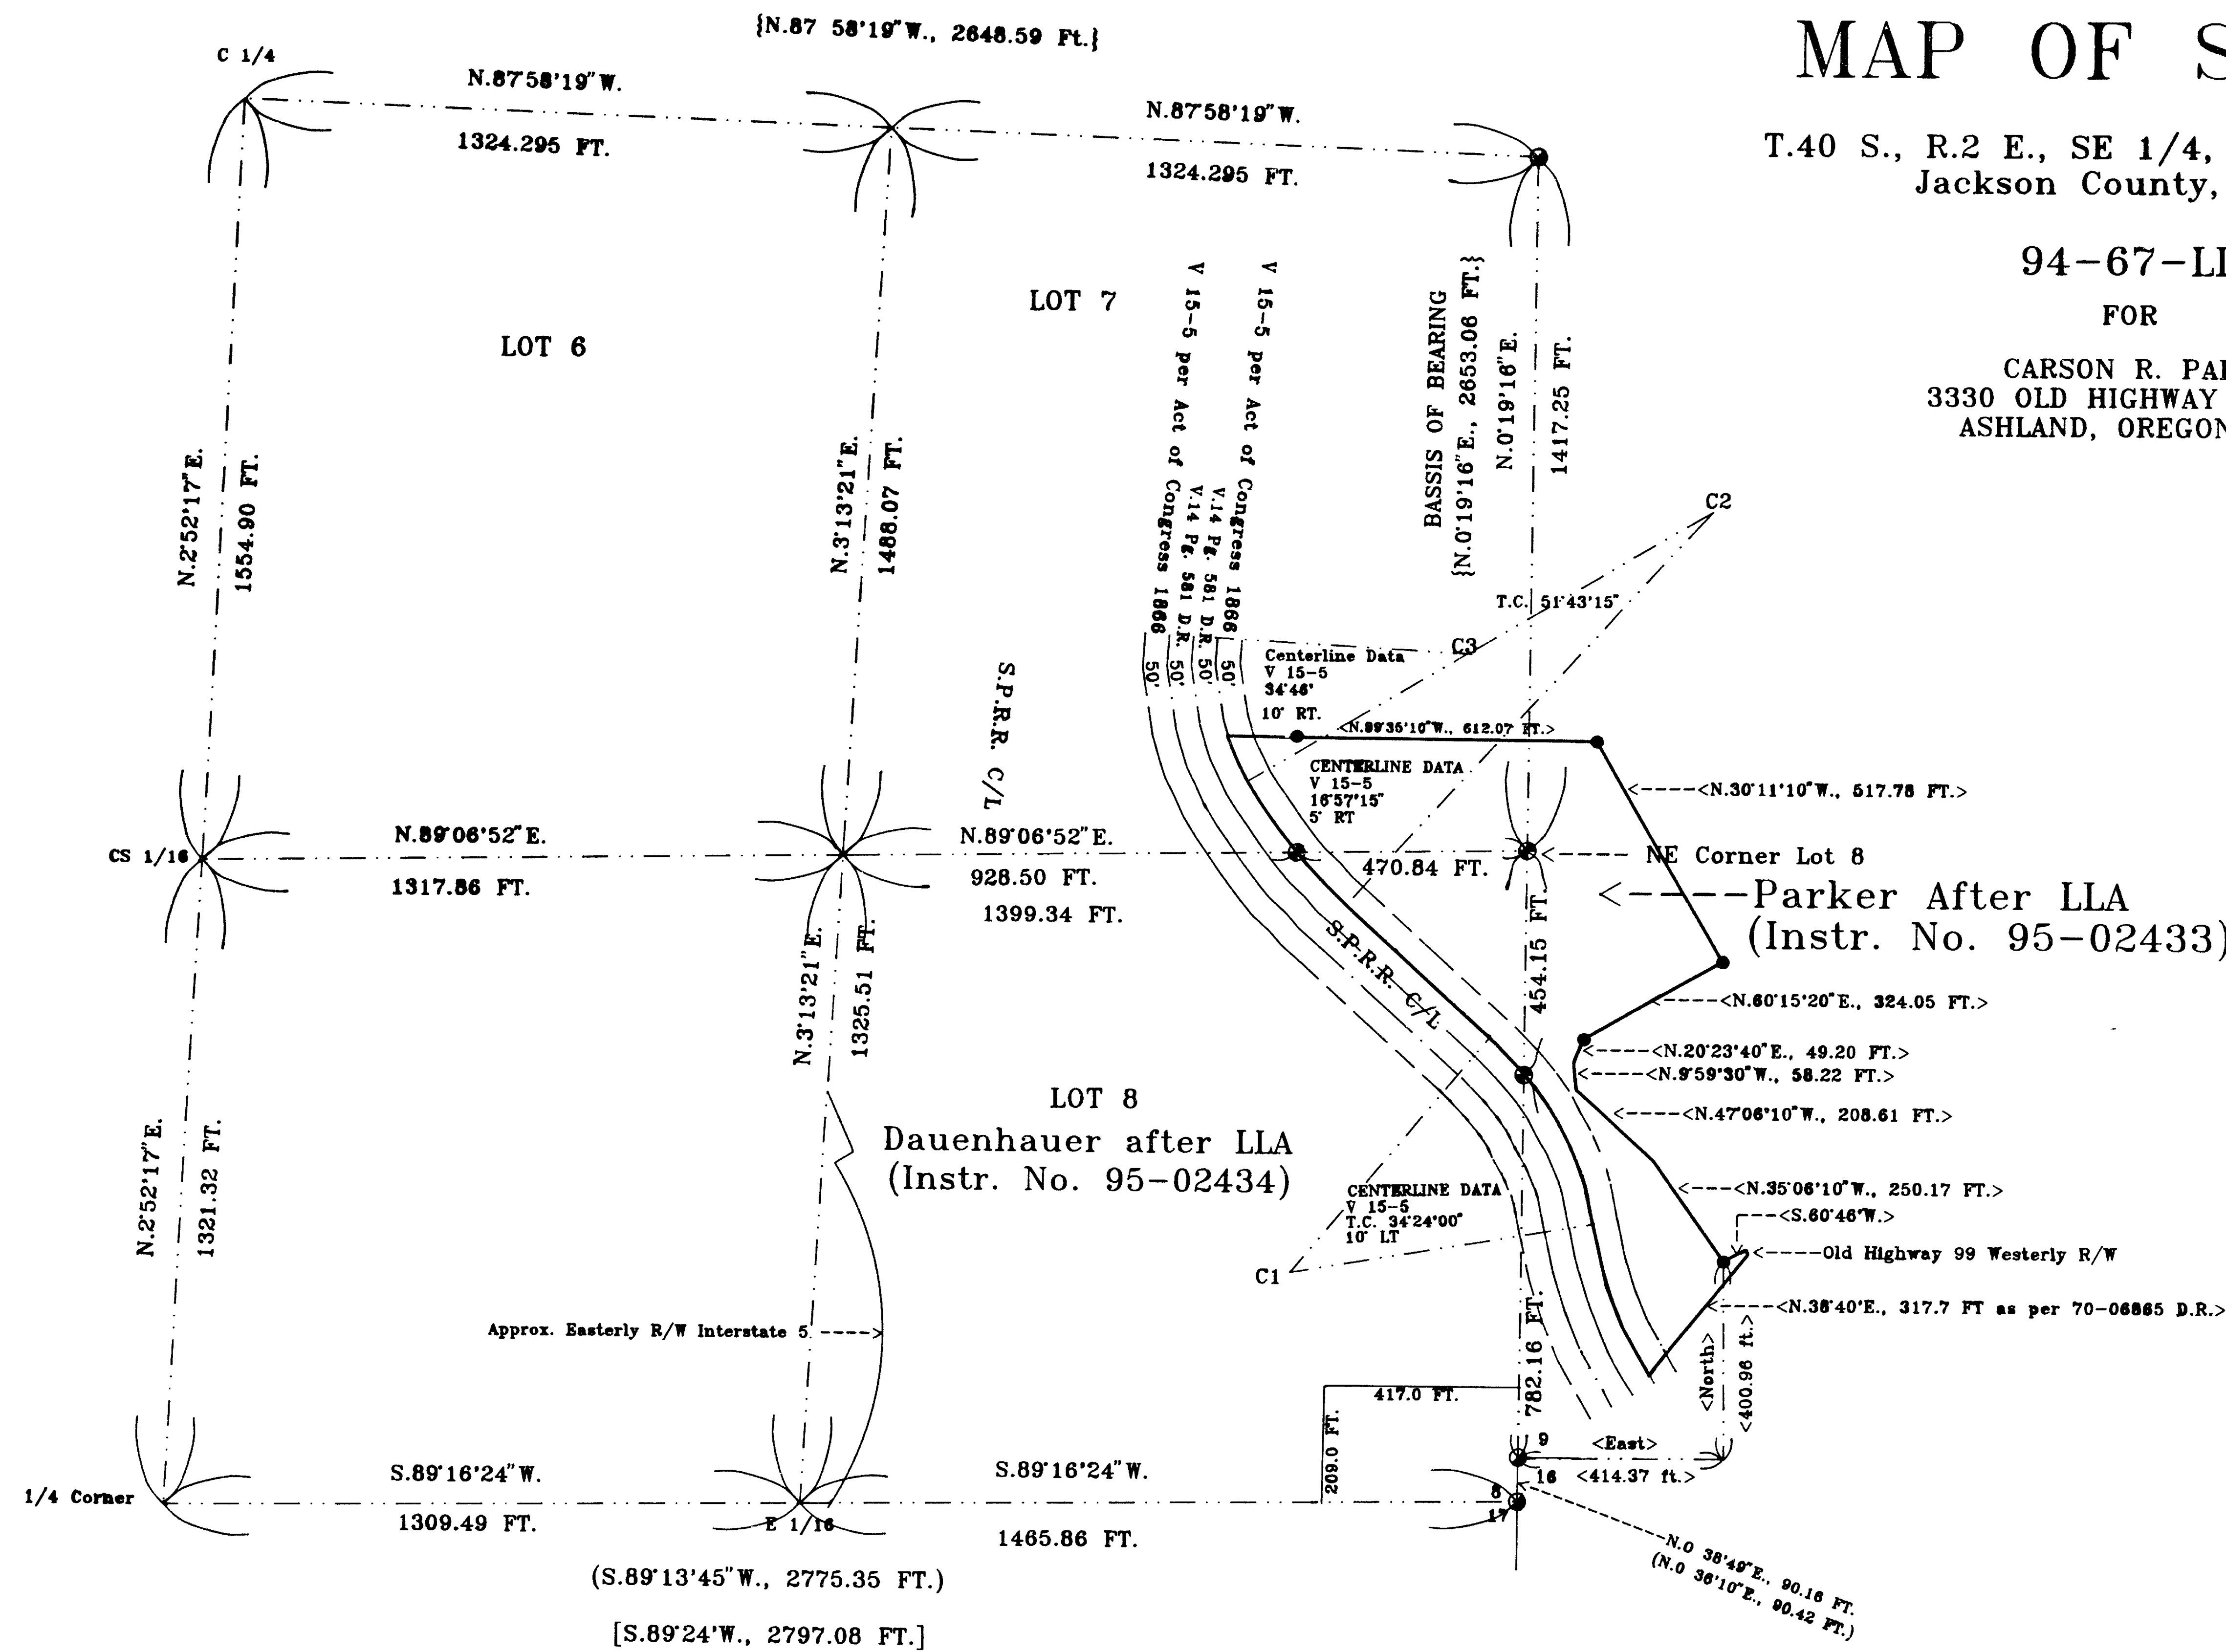 {N.87 58'19"W., 2648.59 Ft.}
MAP OF S
C 1/4
N.87°58'19"W.
1324.295 FT.
N.87°58'19"W.
1324.295 FT.
T.40 S., R.2 E., SE 1/4,
Jackson County,
94-67-LL
FOR
CARSON R. PAR
3330 OLD HIGHWAY
ASHLAND, OREGON
LOT 6
LOT 7
V 15-5 per Act of Congress 1866
V 15-5 per Act of Congress 1866
V.14 Pg. 581 D.R.
V.14 Pg. 581 D.R.
50'
50'
50'
50'
BASSIS OF BEARING
{N.0°19'16"E., 2653.06 FT.}
N.0°19'16"E.
1417.25 FT.
N.2°52'17"E.
1554.90 FT.
N.3°13'21"E.
1488.07 FT.
C2
T.C. 51°43'15"
C3
Centerline Data
V 15-5
34°46'
10° RT.
<N.89°35'10"W., 612.07 FT.>
S.P.R.R. C/L
CENTERLINE DATA
V 15-5
16°57'15"
5° RT
<----<N.30°11'10"W., 517.78 FT.>
CS 1/16
N.89°06'52"E.
1317.86 FT.
N.89°06'52"E.
928.50 FT.
1399.34 FT.
470.84 FT.
<---- NE Corner Lot 8
<----Parker After LLA
(Instr. No. 95-02433)
454.15 FT.
S.P.R.R. C/L
N.3°13'21"E.
1325.51 FT.
<----<N.60°15'20"E., 324.05 FT.>
<----<N.20°23'40"E., 49.20 FT.>
<----<N.9°59'30"W., 58.22 FT.>
<----<N.47°06'10"W., 208.61 FT.>
LOT 8
Dauenhauer after LLA
(Instr. No. 95-02434)
N.2°52'17"E.
1321.32 FT.
CENTERLINE DATA
V 15-5
T.C. 34°24'00"
10° LT
C1
<---<N.35°06'10"W., 250.17 FT.>
---<S.60°46'W.>
<----Old Highway 99 Westerly R/W
<----<N.38°40'E., 317.7 FT as per 70-06865 D.R.>
Approx. Easterly R/W Interstate 5 ---->
782.16 FT.
<North>
<400.96 ft.>
417.0 FT.
209.0 FT.
9
<East>
16
<414.37 ft.>
8
17
1/4 Corner
S.89°16'24"W.
1309.49 FT.
E 1/16
S.89°16'24"W.
1465.86 FT.
N.0 38'49"E., 90.16 FT.
(N.0 36'10"E., 90.42 FT.)
(S.89°13'45"W., 2775.35 FT.)
[S.89°24'W., 2797.08 FT.]